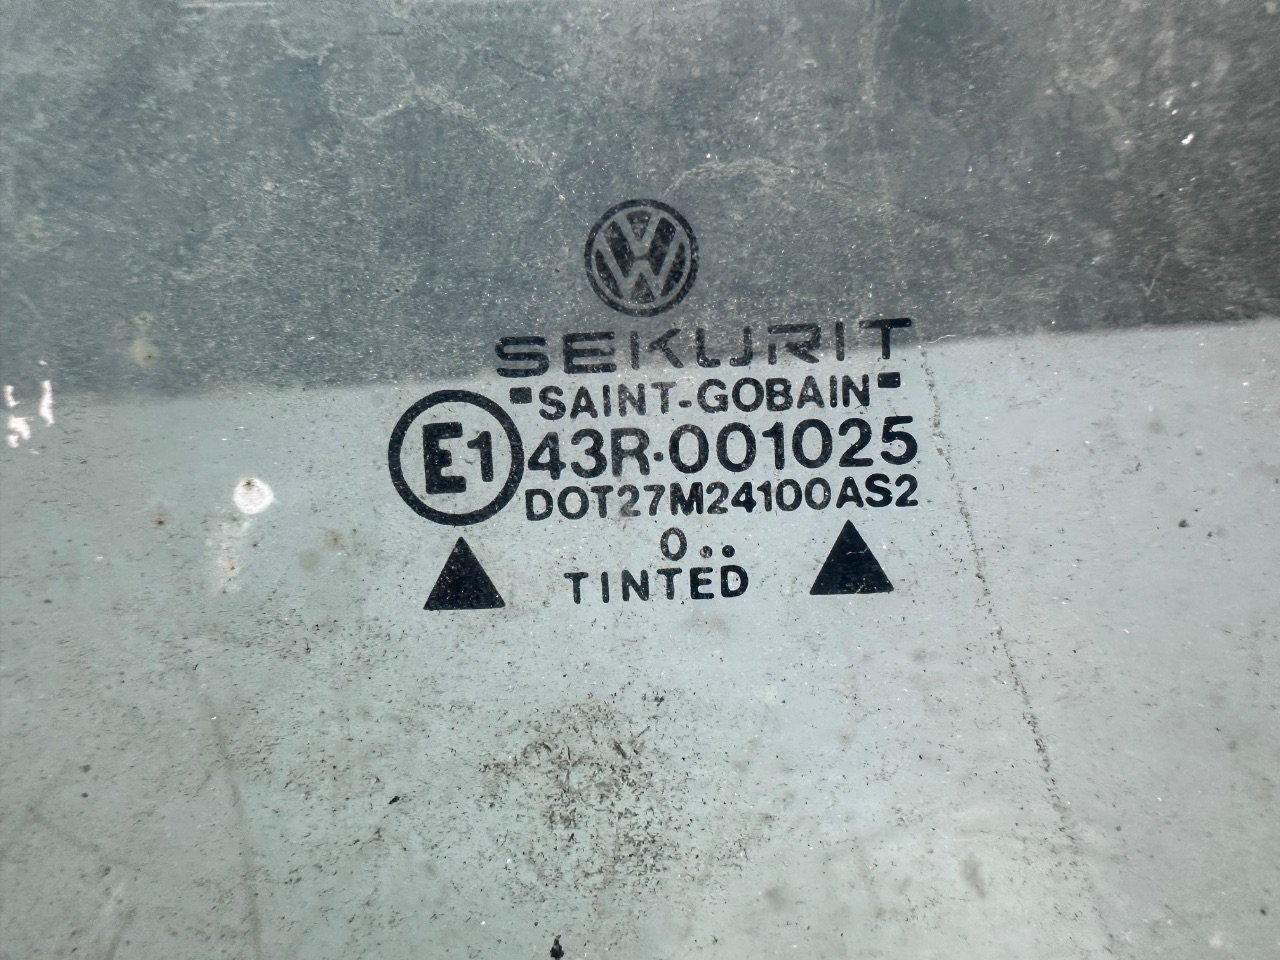 SEKURIT
"SAINT-GOBAIN"
E1 43R·001025
DOT27M24100AS2
0..
TINTED